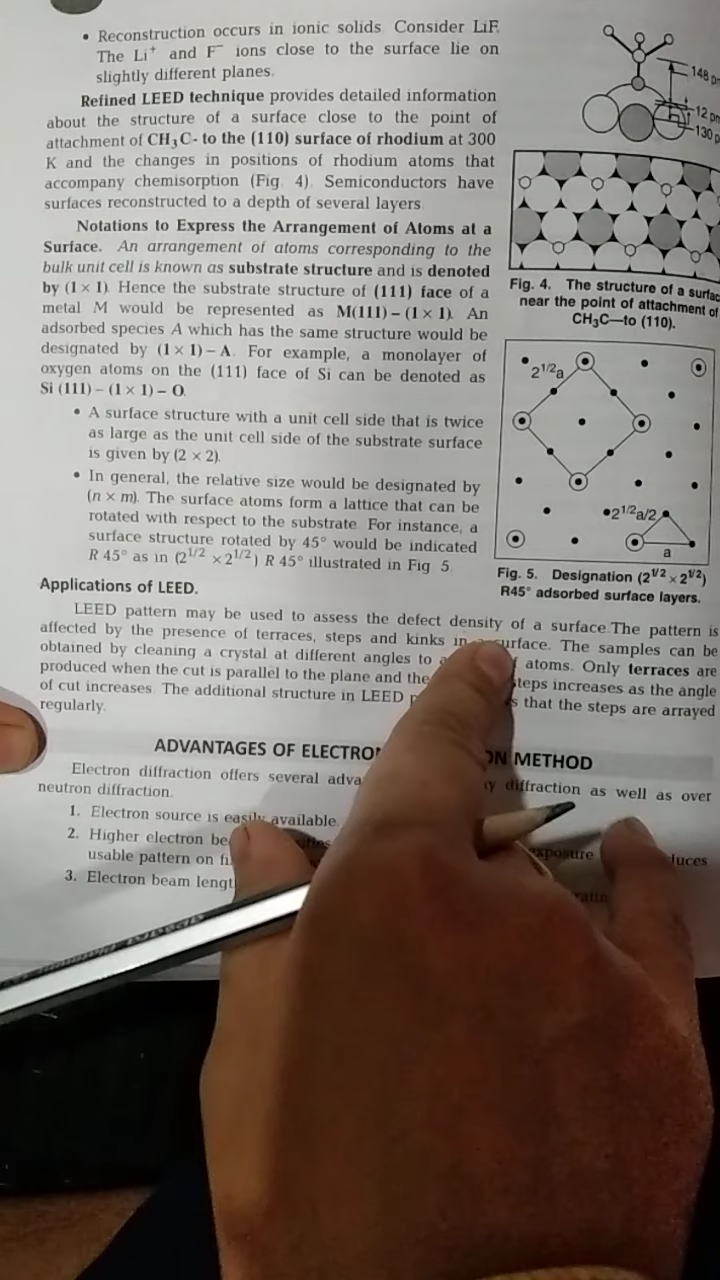 • Reconstruction occurs in ionic solids Consider LiF.
The Li⁺ and F⁻ ions close to the surface lie on
slightly different planes.
Refined LEED technique provides detailed information
about the structure of a surface close to the point of
attachment of CH₃C- to the (110) surface of rhodium at 300
K and the changes in positions of rhodium atoms that
accompany chemisorption (Fig. 4). Semiconductors have
surfaces reconstructed to a depth of several layers.
Notations to Express the Arrangement of Atoms at a
Surface. An arrangement of atoms corresponding to the
bulk unit cell is known as substrate structure and is denoted
by (1 × 1). Hence the substrate structure of (111) face of a
metal M would be represented as M(111) – (1 × 1). An
adsorbed species A which has the same structure would be
designated by (1 × 1) – A. For example, a monolayer of
oxygen atoms on the (111) face of Si can be denoted as
Si (111) – (1 × 1) – O.
• A surface structure with a unit cell side that is twice
as large as the unit cell side of the substrate surface
is given by (2 × 2).
• In general, the relative size would be designated by
(n × m). The surface atoms form a lattice that can be
rotated with respect to the substrate. For instance, a
surface structure rotated by 45° would be indicated
R 45° as in (2^1/2 × 2^1/2) R 45° illustrated in Fig 5.
148
12
130
Fig. 4. The structure of a
near the point of attachment of
CH₃C—to (110).
2^1/2a
2^1/2a/2
a
Fig. 5. Designation (2^1/2 × 2^1/2)
R45° adsorbed surface layers.
Applications of LEED.
LEED pattern may be used to assess the defect density of a surface.The pattern is
affected by the presence of terraces, steps and kinks in surface. The samples can be
obtained by cleaning a crystal at different angles to atoms. Only terraces are
produced when the cut is parallel to the plane and the steps increases as the angle
of cut increases. The additional structure in LEED that the steps are arrayed
regularly.
ADVANTAGES OF METHOD
Electron diffraction offers several diffraction as well as over
neutron diffraction.
1. Electron source is easily available.
2. Higher electron exposure
usable pattern on
3. Electron beam